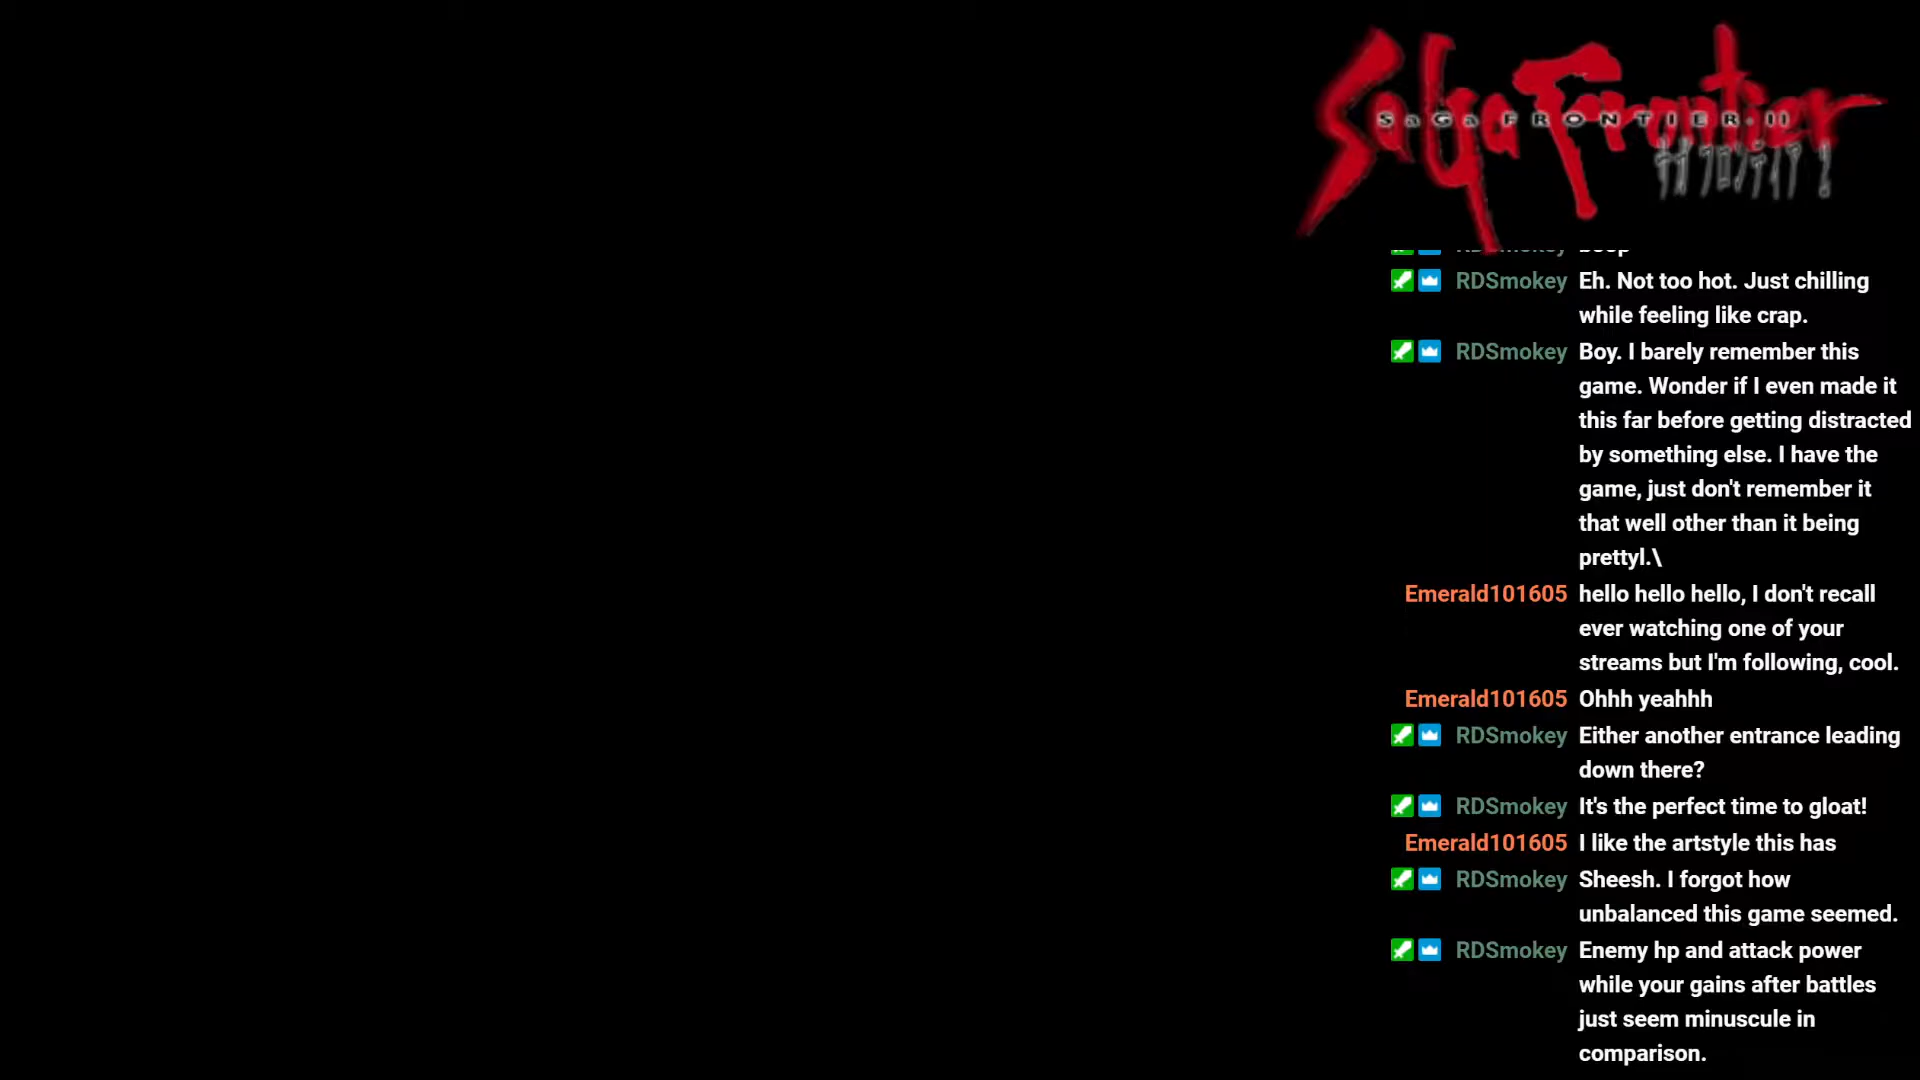 SaGa Frontier
SaGa FRONTIER II
RDSmokey
RDSmokey Eh. Not too hot. Just chilling
while feeling like crap.
RDSmokey Boy. I barely remember this
game. Wonder if I even made it
this far before getting distracted
by something else. I have the
game, just don't remember it
that well other than it being
prettyl.\
Emerald101605 hello hello hello, I don't recall
ever watching one of your
streams but I'm following, cool.
Emerald101605 Ohhh yeahhh
RDSmokey Either another entrance leading
down there?
RDSmokey It's the perfect time to gloat!
Emerald101605 I like the artstyle this has
RDSmokey Sheesh. I forgot how
unbalanced this game seemed.
RDSmokey Enemy hp and attack power
while your gains after battles
just seem minuscule in
comparison.